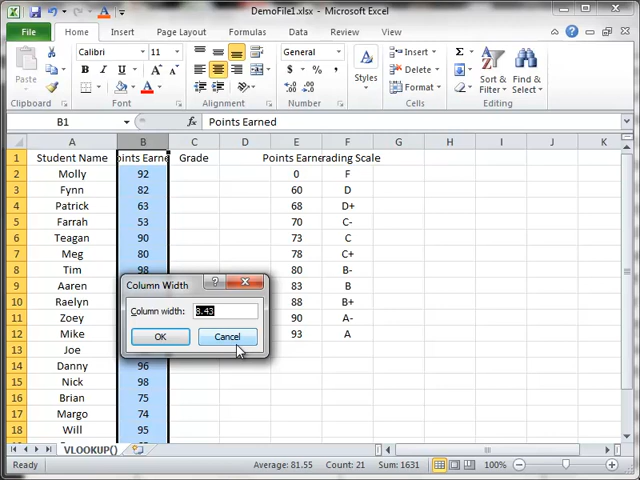 DemoFile1.xlsx - Microsoft Excel
File Home Insert Page Layout Formulas Data Review View
Paste
Clipboard
Calibri 11
B I U
Font
Alignment
General
$ % ,
Number
Styles
Insert
Delete
Format
Cells
Σ
Sort & Filter
Find & Select
Editing
B1 fx Points Earned
A B C D E F G H I J K
1 Student Name oints Earne Grade Points Earne rading Scale
2 Molly 92 0 F
3 Fynn 82 60 D
4 Patrick 63 68 D+
5 Farrah 53 70 C-
6 Teagan 90 73 C
7 Meg 80 78 C+
8 Tim 98 80 B-
9 Aaren 83 B
10 Raelyn 88 B+
11 Zoey 90 A-
12 Mike 93 A
13 Joe
14 Danny 96
15 Nick 98
16 Brian 75
17 Margo 74
18 Will 95
Column Width
?
Column width: 8.43
OK Cancel
VLOOKUP()
Ready Average: 81.55 Count: 21 Sum: 1631 100%